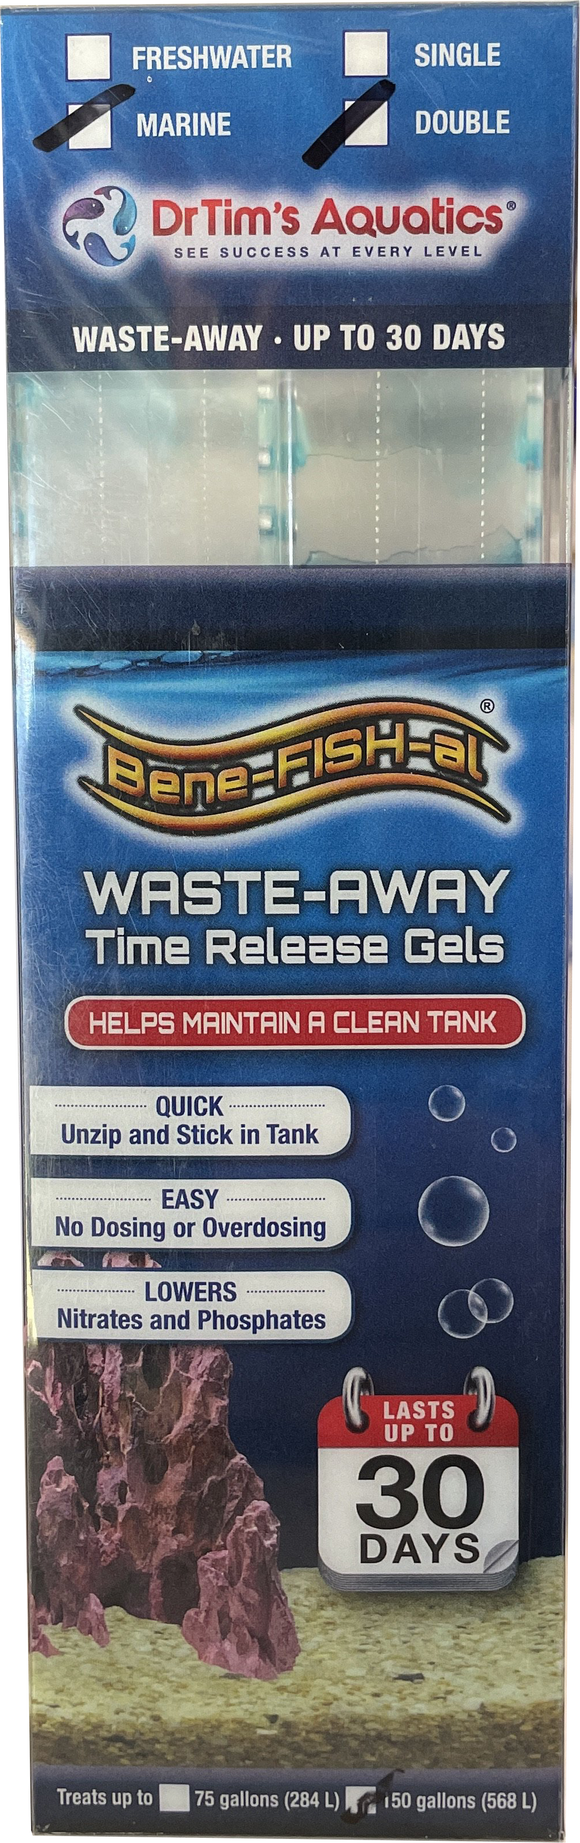 FRESHWATER SINGLE
MARINE DOUBLE
DrTim's Aquatics®
SEE SUCCESS AT EVERY LEVEL
WASTE-AWAY · UP TO 30 DAYS
Bene-FISH-al®
WASTE-AWAY
Time Release Gels
HELPS MAINTAIN A CLEAN TANK
QUICK
Unzip and Stick in Tank
EASY
No Dosing or Overdosing
LOWERS
Nitrates and Phosphates
LASTS
UP TO
30
DAYS
Treats up to 75 gallons (284 L) 150 gallons (568 L)